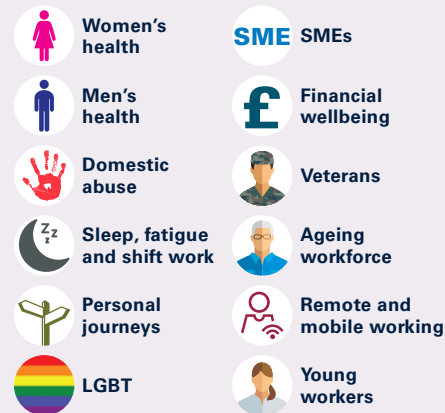 Women's
health
Men's
health
Domestic
abuse
Zzz
Sleep, fatigue
and shift work
Personal
journeys
LGBT
SME SMEs
£ Financial
wellbeing
Veterans
Ageing
workforce
Remote and
mobile working
Young
workers